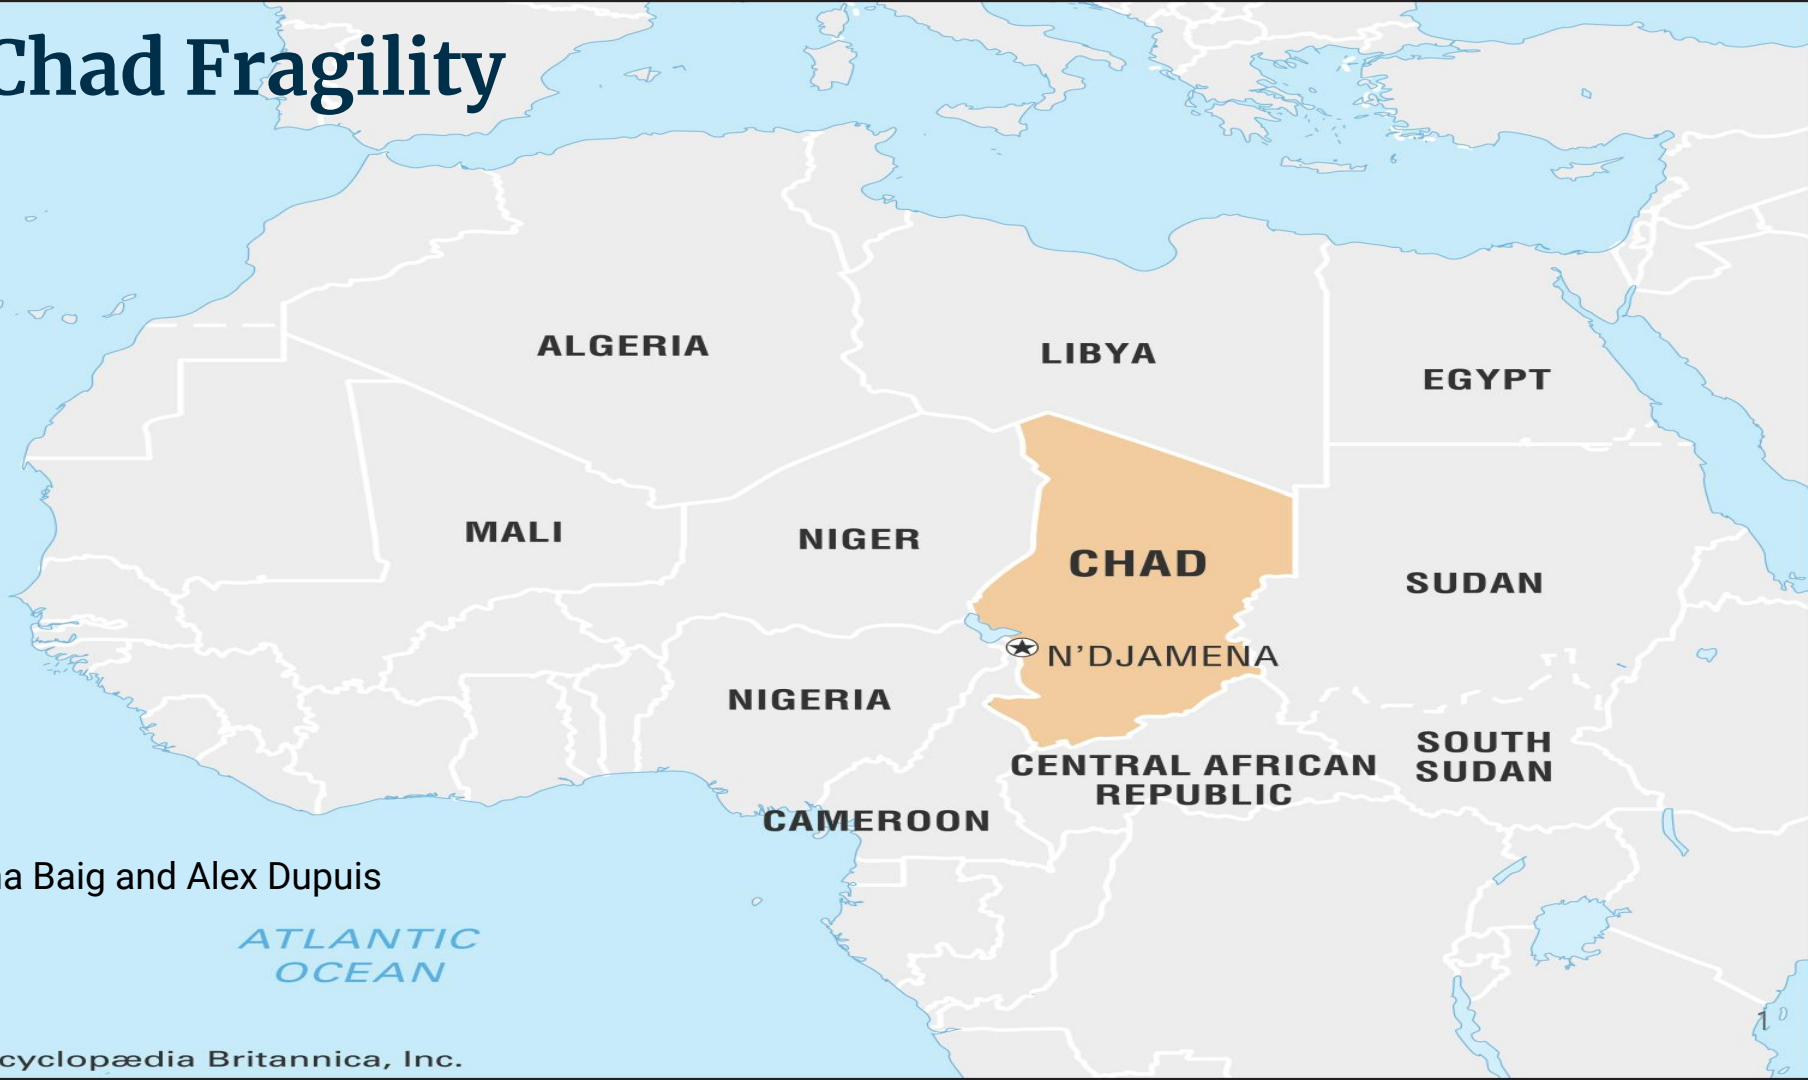 Chad Fragility
ALGERIA
LIBYA
EGYPT
MALI
NIGER
CHAD
SUDAN
N'DJAMENA
NIGERIA
SOUTH
SUDAN
CENTRAL AFRICAN
REPUBLIC
CAMEROON
Baig and Alex Dupuis
ATLANTIC
OCEAN
1
Britannica, Inc.